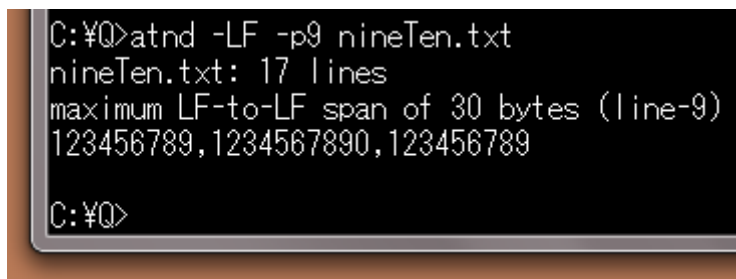 C:¥Q>atnd -LF -p9 nineTen.txt
nineTen.txt: 17 lines
maximum LF-to-LF span of 30 bytes (line-9)
123456789,1234567890,123456789
C:¥Q>